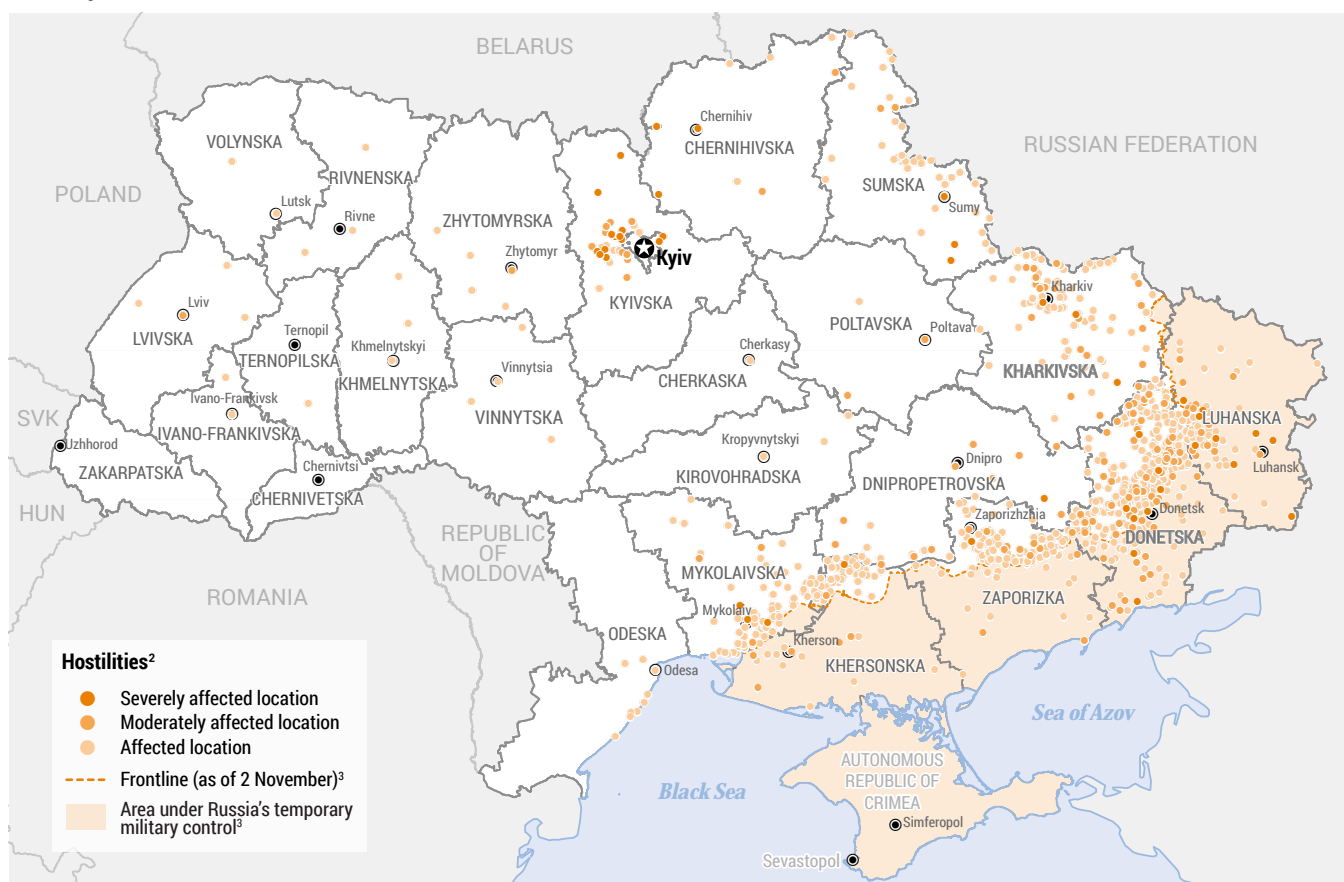 BELARUS
RUSSIAN FEDERATION
POLAND
SVK
HUN
ROMANIA
REPUBLIC
OF
MOLDOVA
VOLYNSKA
Lutsk
RIVNENSKA
Rivne
ZHYTOMYRSKA
Zhytomyr
Chernihiv
CHERNIHIVSKA
SUMSKA
Sumy
Kyiv
KYIVSKA
Lviv
LVIVSKA
Ternopil
TERNOPILSKA
Khmelnytskyi
KHMELNYTSKA
Vinnytsia
VINNYTSKA
Cherkasy
CHERKASKA
POLTAVSKA
Poltava
Kharkiv
KHARKIVSKA
LUHANSKA
Luhansk
Ivano-Frankivsk
IVANO-FRANKIVSKA
Uzhhorod
ZAKARPATSKA
Chernivtsi
CHERNIVETSKA
Kropyvnytskyi
KIROVOHRADSKA
Dnipro
DNIPROPETROVSKA
Zaporizhzhia
Donetsk
DONETSKA
MYKOLAIVSKA
Mykolaiv
ZAPORIZKA
ODESKA
Odesa
Kherson
KHERSONSKA
Sea of Azov
Black Sea
AUTONOMOUS
REPUBLIC OF
CRIMEA
Simferopol
Sevastopol
Hostilities²
Severely affected location
Moderately affected location
Affected location
Frontline (as of 2 November)³
Area under Russia's temporary
military control³